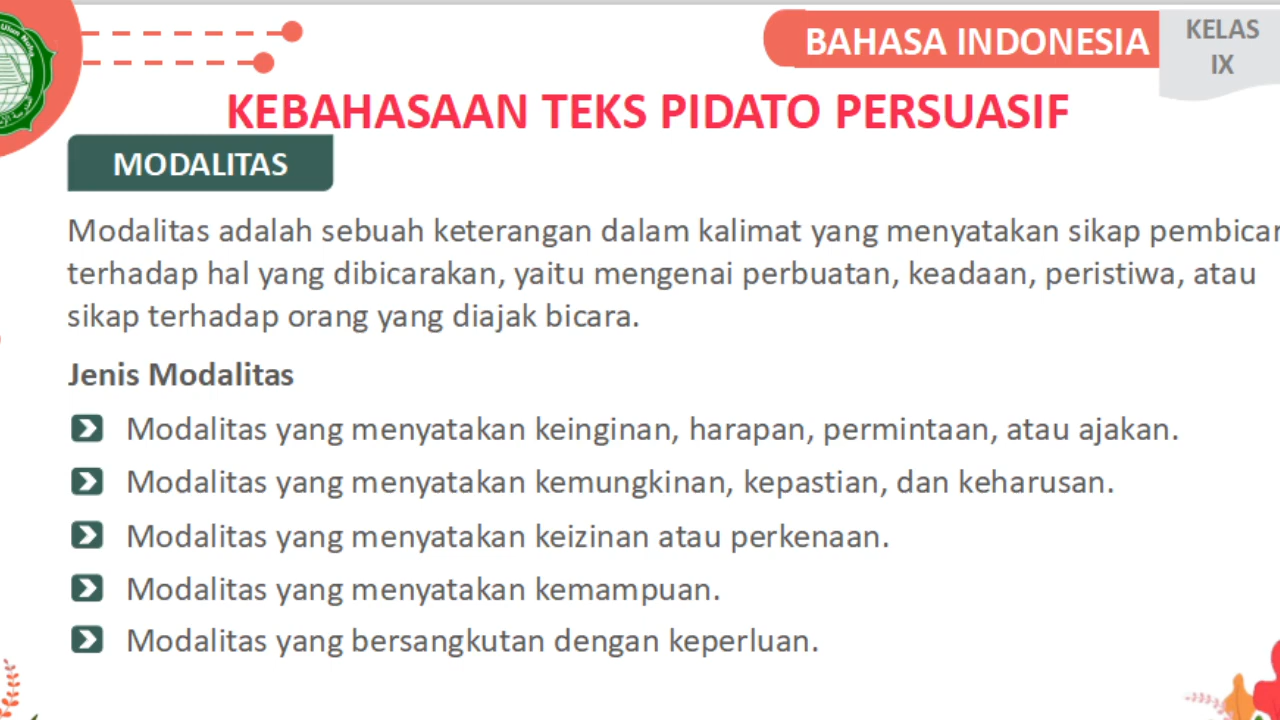 BAHASA INDONESIA
KELAS
IX
KEBAHASAAN TEKS PIDATO PERSUASIF
MODALITAS
Modalitas adalah sebuah keterangan dalam kalimat yang menyatakan sikap
terhadap hal yang dibicarakan, yaitu mengenai perbuatan, keadaan, peristiwa, atau
sikap terhadap orang yang diajak bicara.
Jenis Modalitas
Modalitas yang menyatakan keinginan, harapan, permintaan, atau ajakan.
Modalitas yang menyatakan kemungkinan, kepastian, dan keharusan.
Modalitas yang menyatakan keizinan atau perkenaan.
Modalitas yang menyatakan kemampuan.
Modalitas yang bersangkutan dengan keperluan.